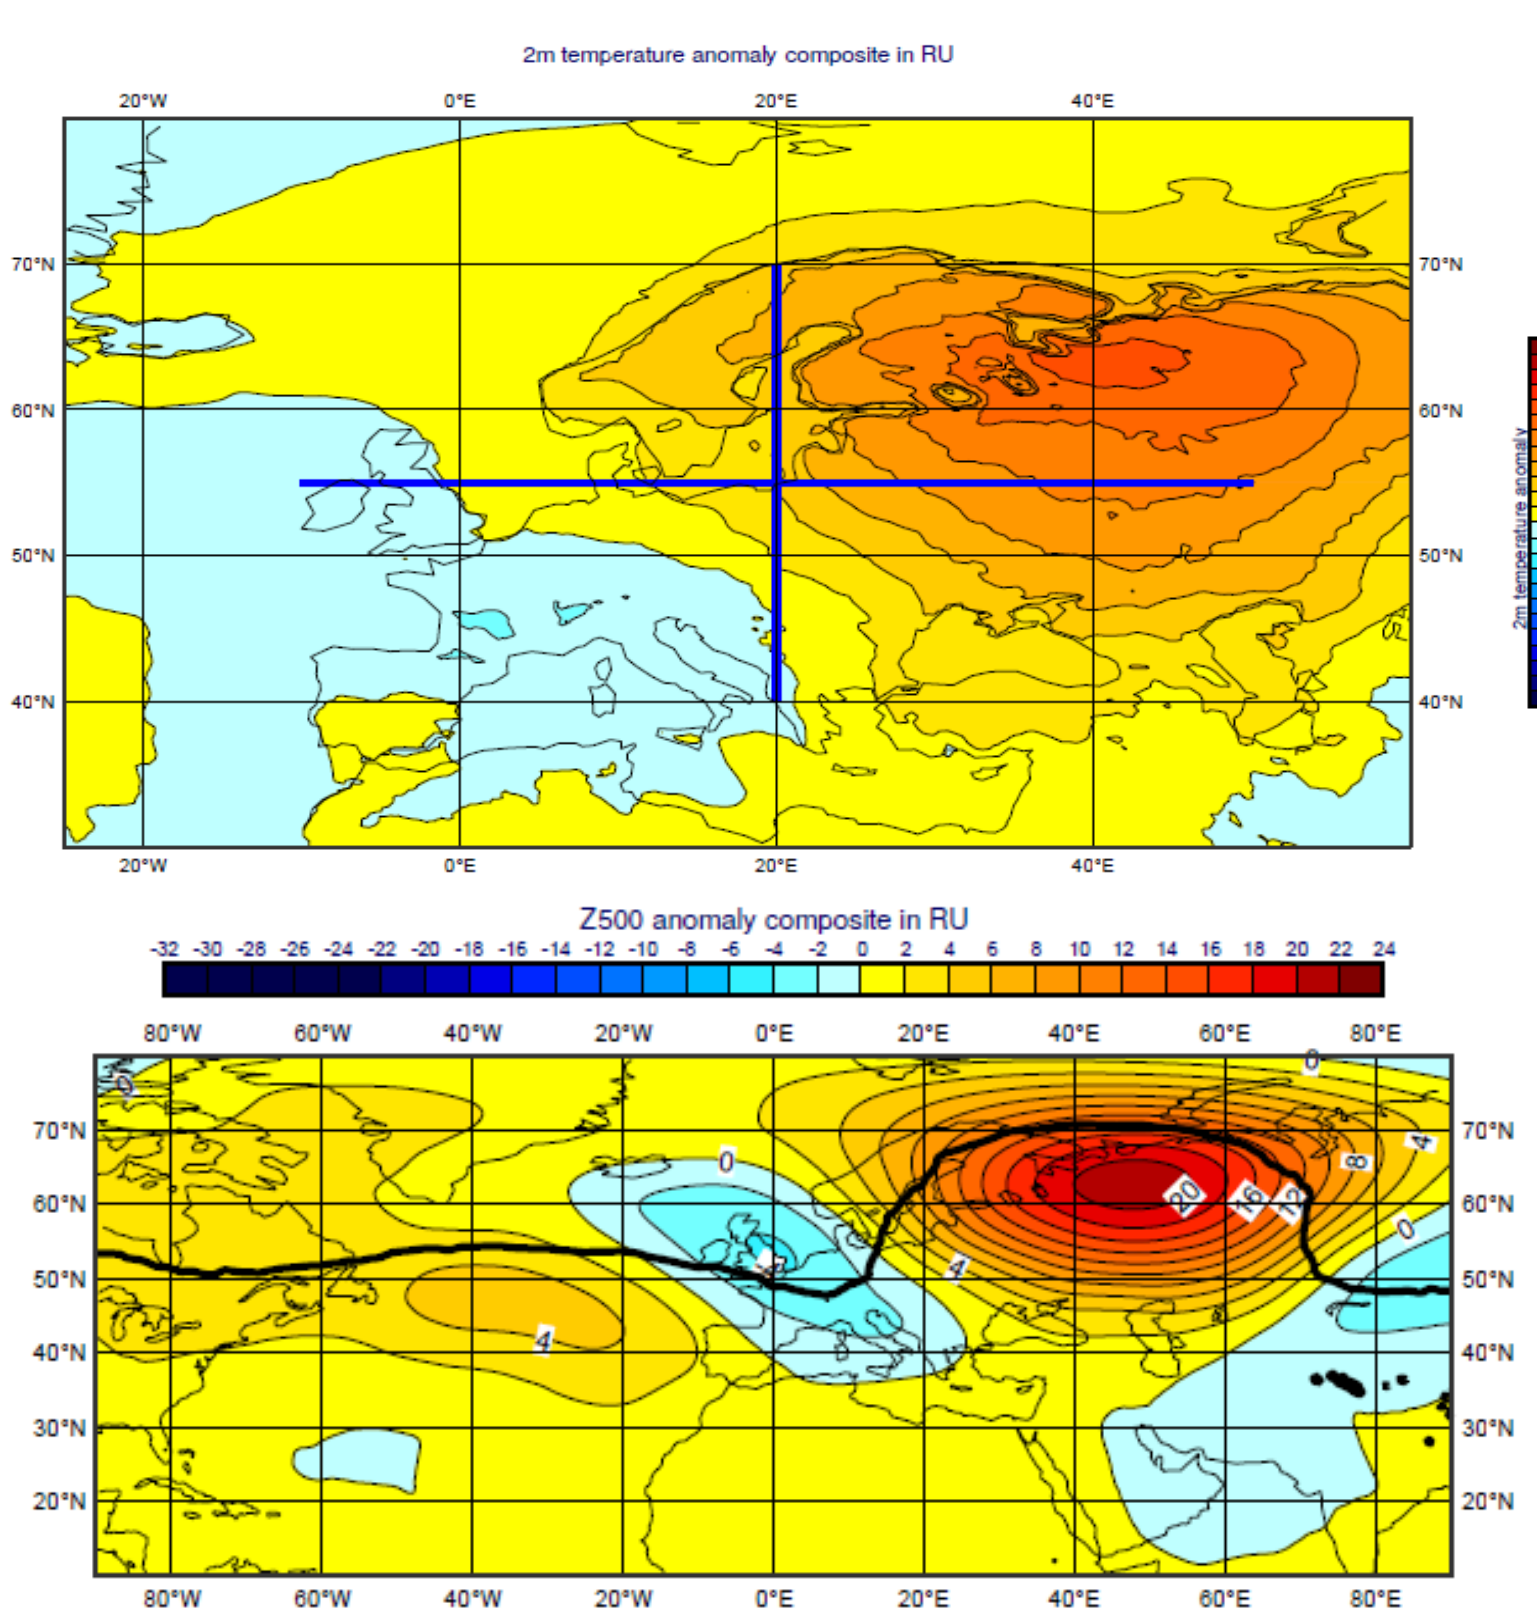 2m temperature anomaly composite in RU
20°W 0°E 20°E 40°E
70°N 70°N
60°N 60°N
50°N 50°N
40°N 40°N
2m temperature anomaly
20°W 0°E 20°E 40°E
Z500 anomaly composite in RU
-32 -30 -28 -26 -24 -22 -20 -18 -16 -14 -12 -10 -8 -6 -4 -2 0 2 4 6 8 10 12 14 16 18 20 22 24
80°W 60°W 40°W 20°W 0°E 20°E 40°E 60°E 80°E
0 0
70°N 4 70°N
0 8
60°N 20 16 12 60°N
0
50°N 4 50°N
4
40°N 40°N
30°N 30°N
20°N 20°N
80°W 60°W 40°W 20°W 0°E 20°E 40°E 60°E 80°E